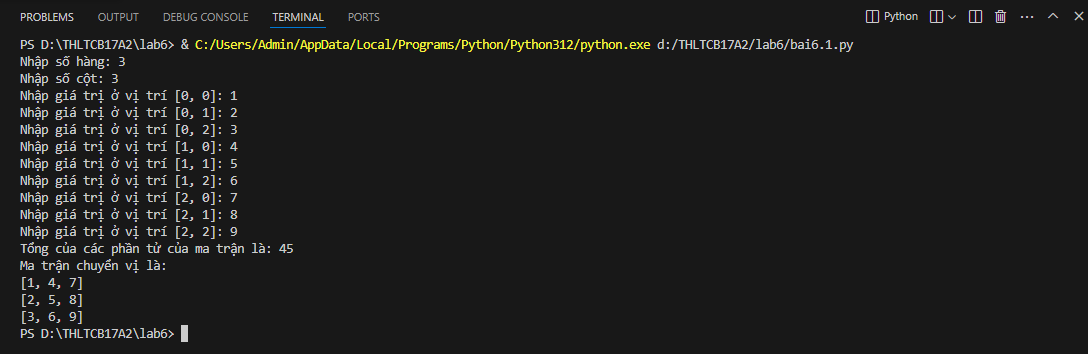 PROBLEMS OUTPUT DEBUG CONSOLE TERMINAL PORTS Python
PS D:\THLTCB17A2\lab6> & C:/Users/Admin/AppData/Local/Programs/Python/Python312/python.exe d:/THLTCB17A2/lab6/bai6.1.py
Nhập số hàng: 3
Nhập số cột: 3
Nhập giá trị ở vị trí [0, 0]: 1
Nhập giá trị ở vị trí [0, 1]: 2
Nhập giá trị ở vị trí [0, 2]: 3
Nhập giá trị ở vị trí [1, 0]: 4
Nhập giá trị ở vị trí [1, 1]: 5
Nhập giá trị ở vị trí [1, 2]: 6
Nhập giá trị ở vị trí [2, 0]: 7
Nhập giá trị ở vị trí [2, 1]: 8
Nhập giá trị ở vị trí [2, 2]: 9
Tổng của các phần tử của ma trận là: 45
Ma trận chuyển vị là:
[1, 4, 7]
[2, 5, 8]
[3, 6, 9]
PS D:\THLTCB17A2\lab6>